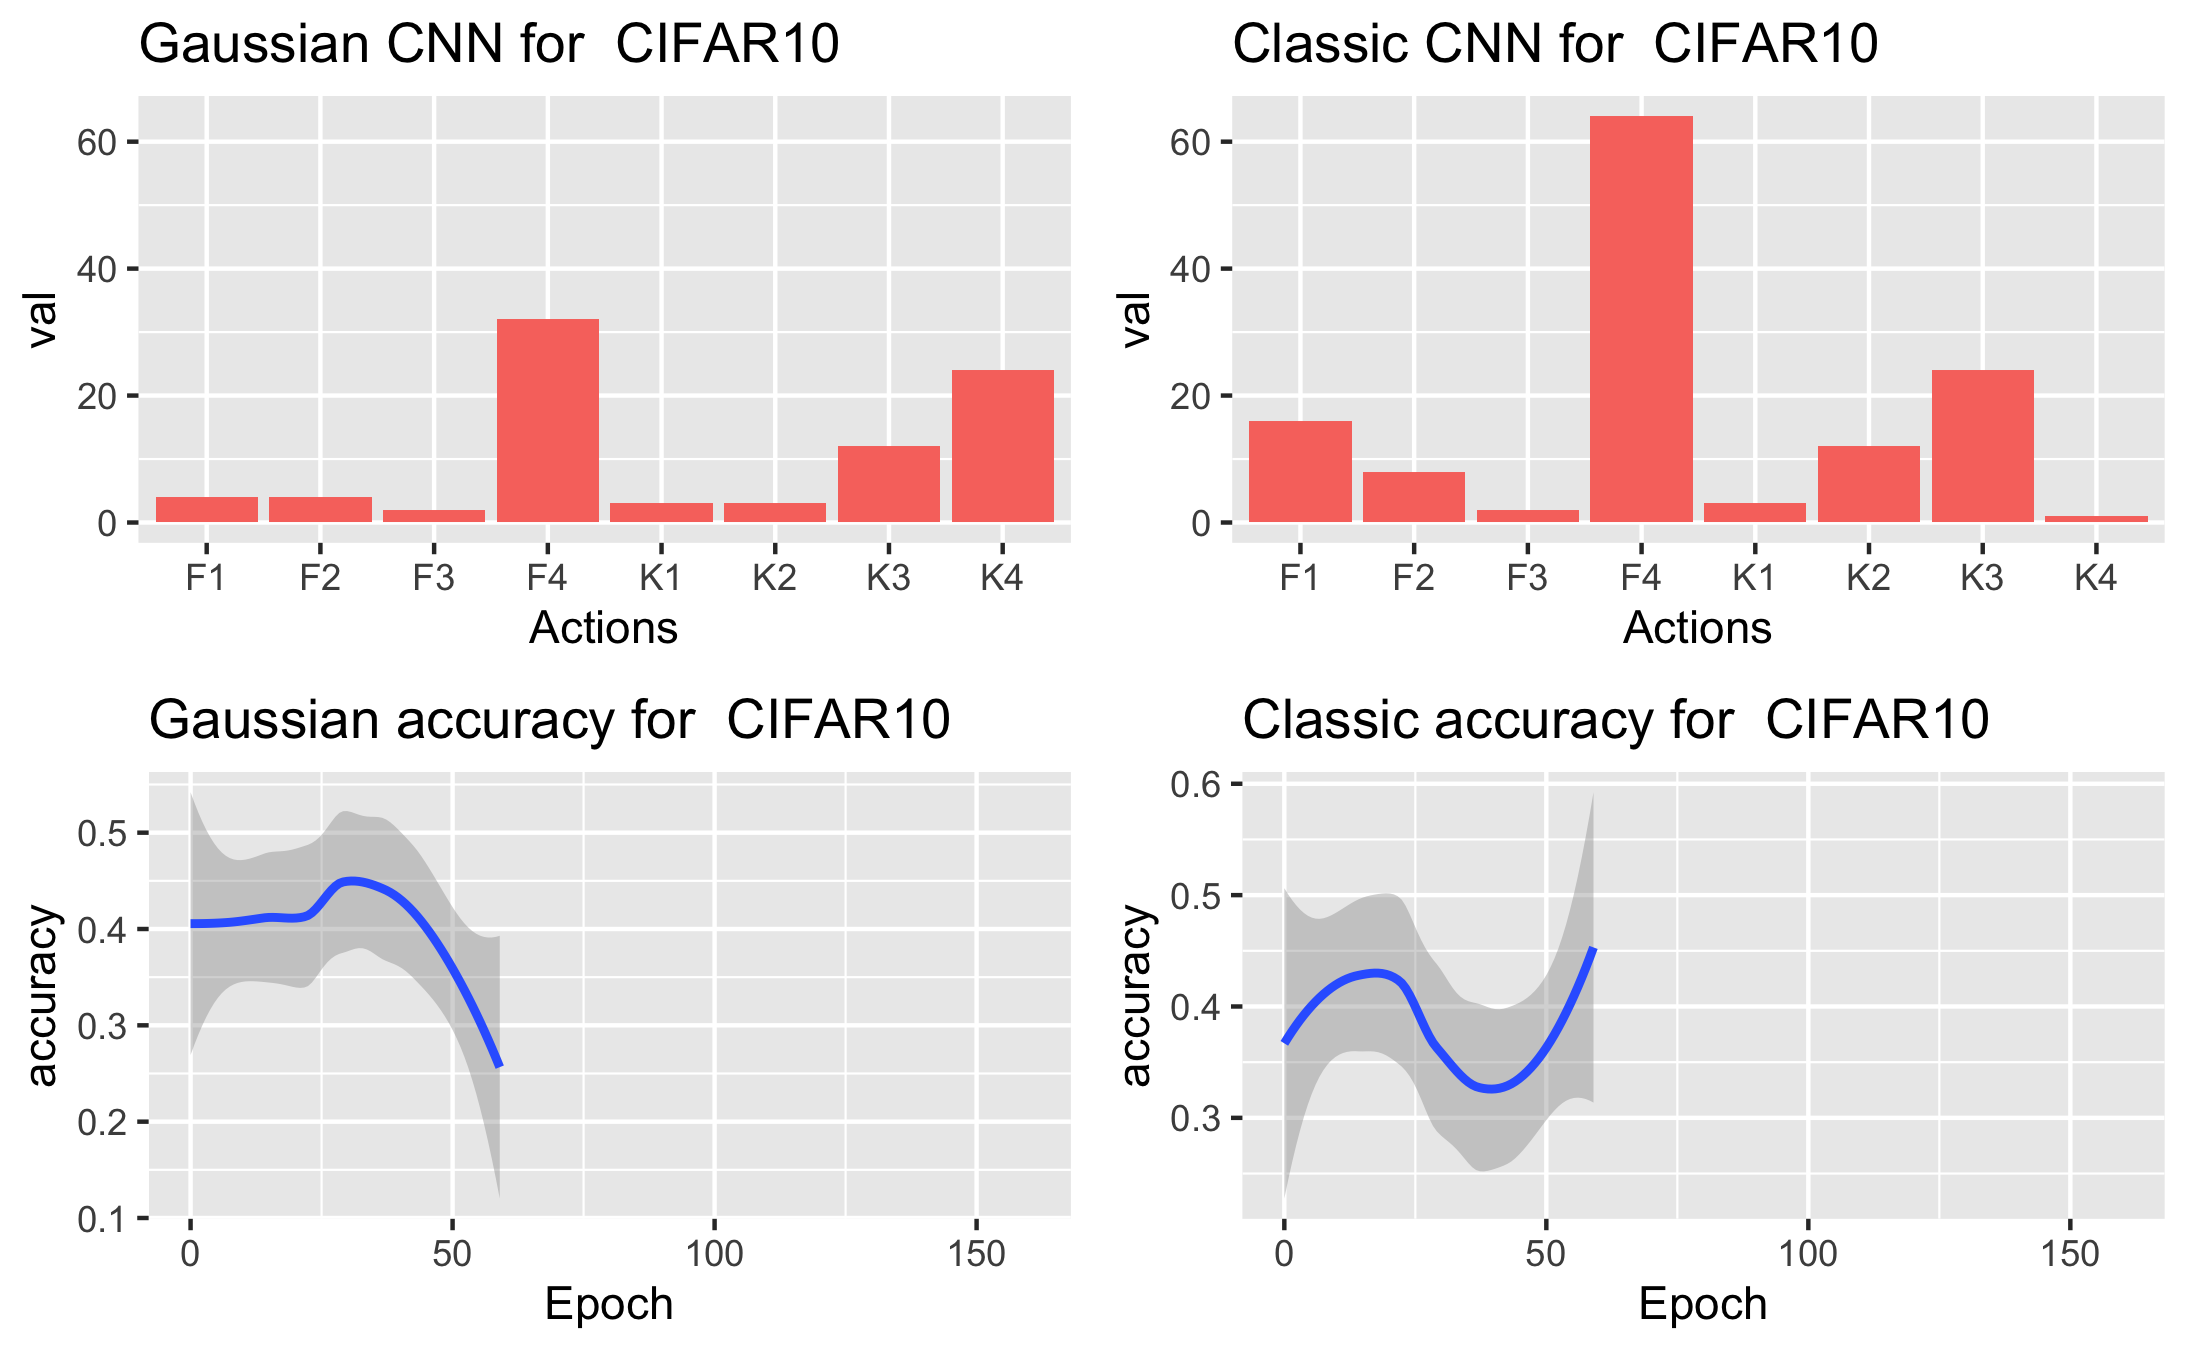 Gaussian CNN for  CIFAR10
60
40
20
0
val
F1 F2 F3 F4 K1 K2 K3 K4
Actions
Classic CNN for  CIFAR10
60
40
20
0
val
F1 F2 F3 F4 K1 K2 K3 K4
Actions
Gaussian accuracy for  CIFAR10
0.5
0.4
0.3
0.2
0.1
accuracy
0 50 100 150
Epoch
Classic accuracy for  CIFAR10
0.6
0.5
0.4
0.3
accuracy
0 50 100 150
Epoch